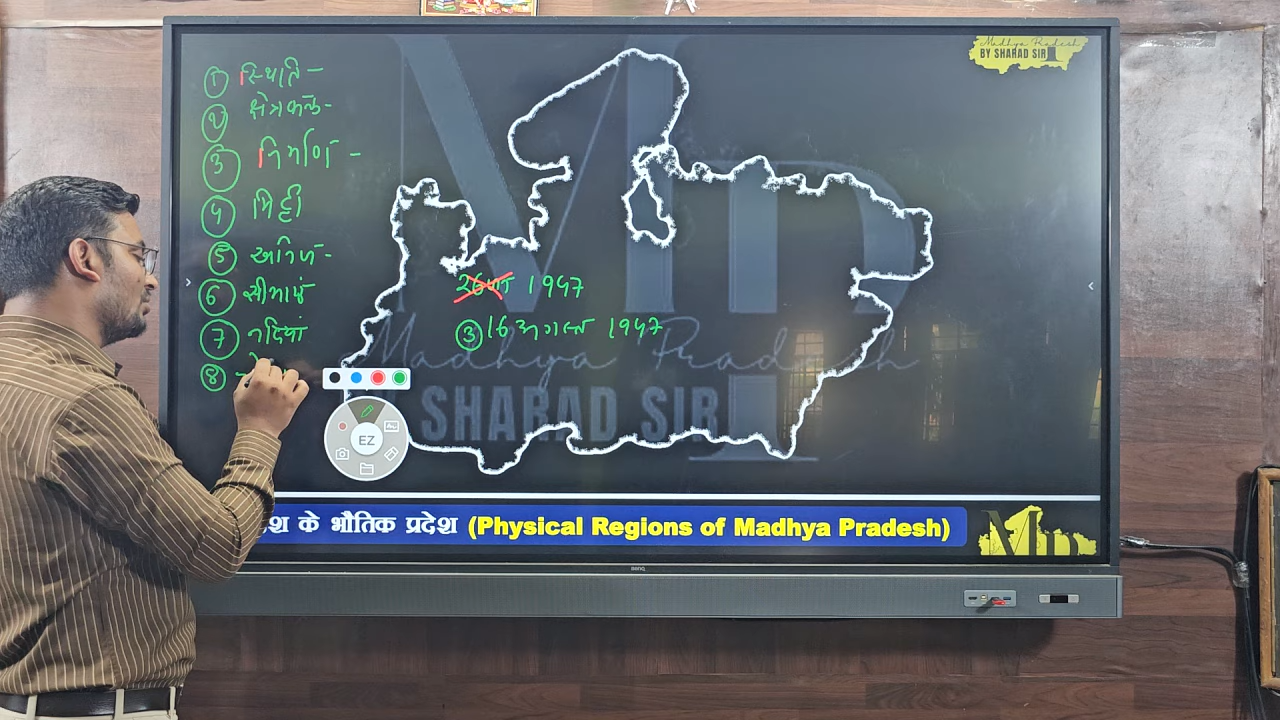 Madhya Pradesh
BY SHARAD SIR
① स्थिति –
② क्षेत्रफल –
③ निर्माण –
④ मिट्टी
⑤ खनिज –
⑥ सीमाएं
⑦ नदियां
⑧
1947
③ 16 अगस्त 1947
Madhya Pradesh
BY SHARAD SIR
EZ
श के भौतिक प्रदेश (Physical Regions of Madhya Pradesh)
MP
BenQ